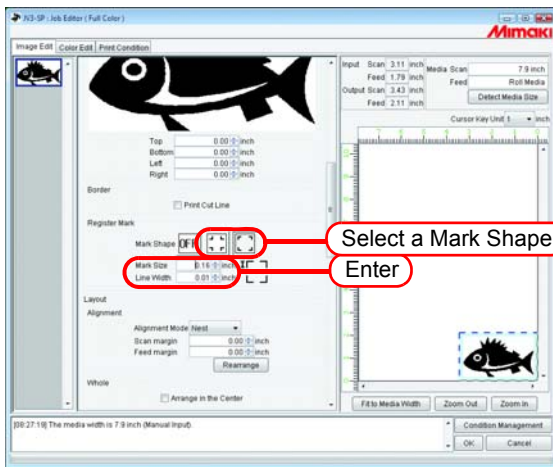 JV3-SP : Job Editor ( Full Color )
Mimaki
Image Edit Color Edit Print Condition
Input Scan 3.11 inch
Feed 1.79 inch
Output Scan 3.43 inch
Feed 2.11 inch
Media Scan 7.9 inch
Feed Roll Media
Detect Media Size
Cursor Key Unit 1 inch
Top 0.00 inch
Bottom 0.00 inch
Left 0.00 inch
Right 0.00 inch
Border
Print Cut Line
Register Mark
Mark Shape OFF
Select a Mark Shape
Mark Size 0.16 inch
Enter
Line Width 0.01 inch
Layout
Alignment
Alignment Mode Nest
Scan margin 0.00 inch
Feed margin 0.00 inch
Rearrange
Whole
Arrange in the Center
Fit to Media Width Zoom Out Zoom In
[08:27:19] The media width is 7.9 inch (Manual Input).
Condition Management
OK Cancel